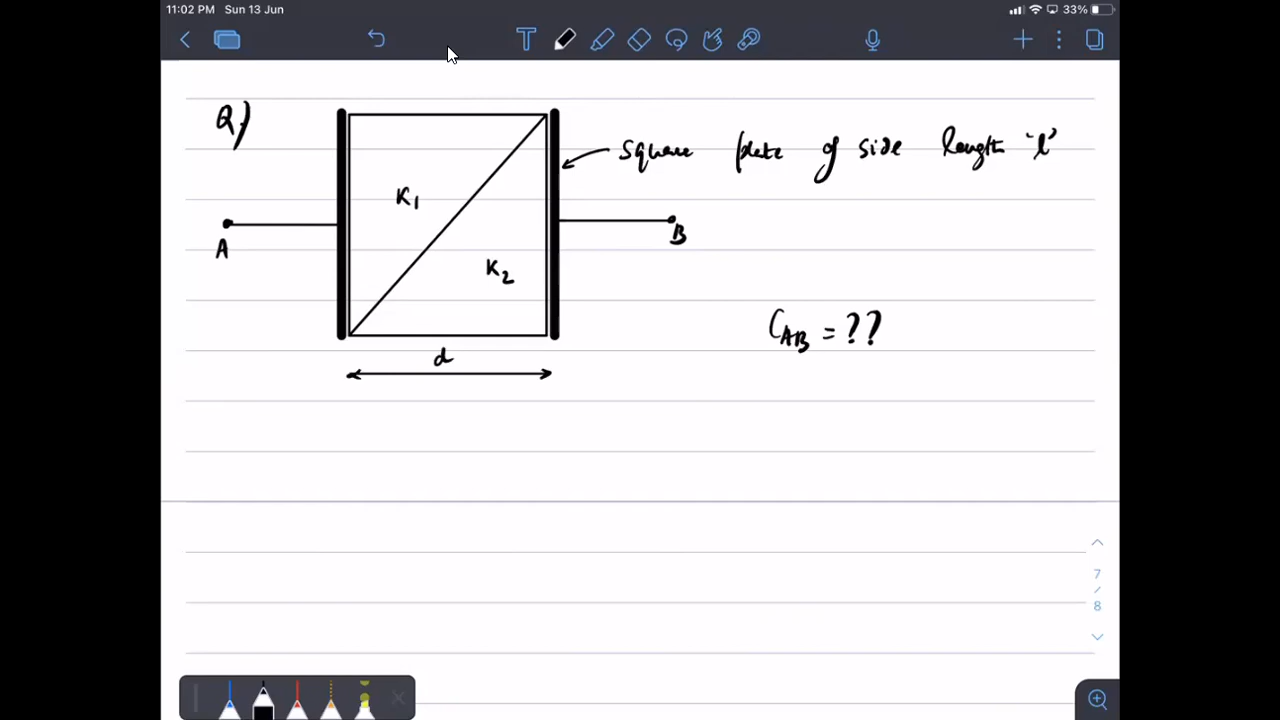 11:02 PM Sun 13 Jun
33%
T
Q)
square plate of side length 'l'
K1
A
B
K2
CAB = ??
d
7
/
8